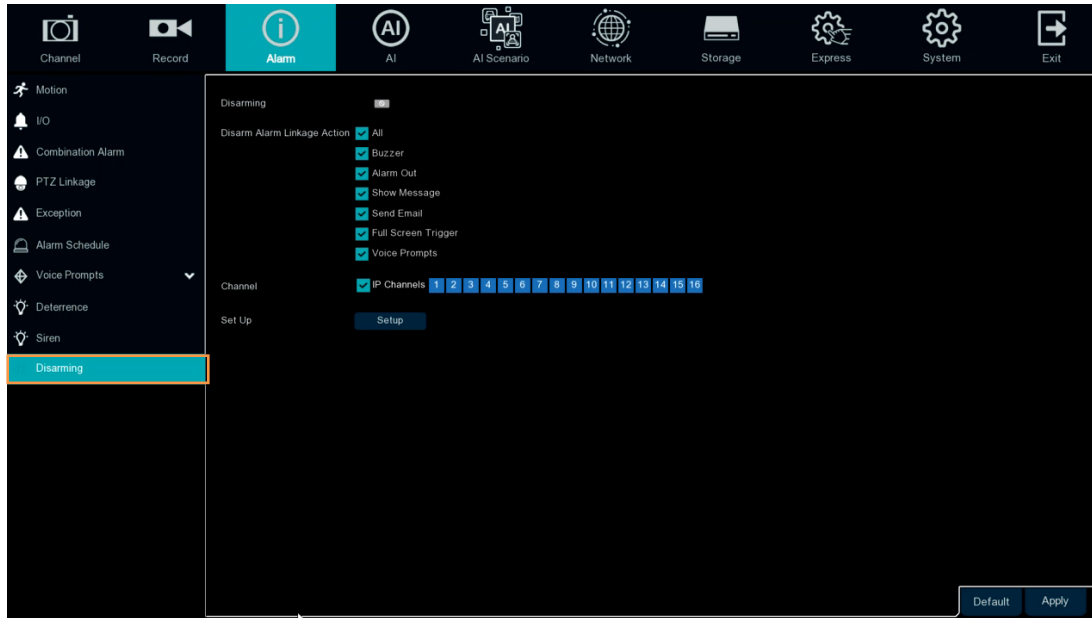 Channel
Record
Alarm
AI
AI
AI
AI Scenario
Network
Storage
Express
System
Exit
Motion
I/O
Combination Alarm
PTZ Linkage
Exception
Alarm Schedule
Voice Prompts
Deterrence
Siren
Disarming
Disarming
Disarm Alarm Linkage Action All
Buzzer
Alarm Out
Show Message
Send Email
Full Screen Trigger
Voice Prompts
Channel IP Channels 1 2 3 4 5 6 7 8 9 10 11 12 13 14 15 16
Set Up Setup
Default Apply